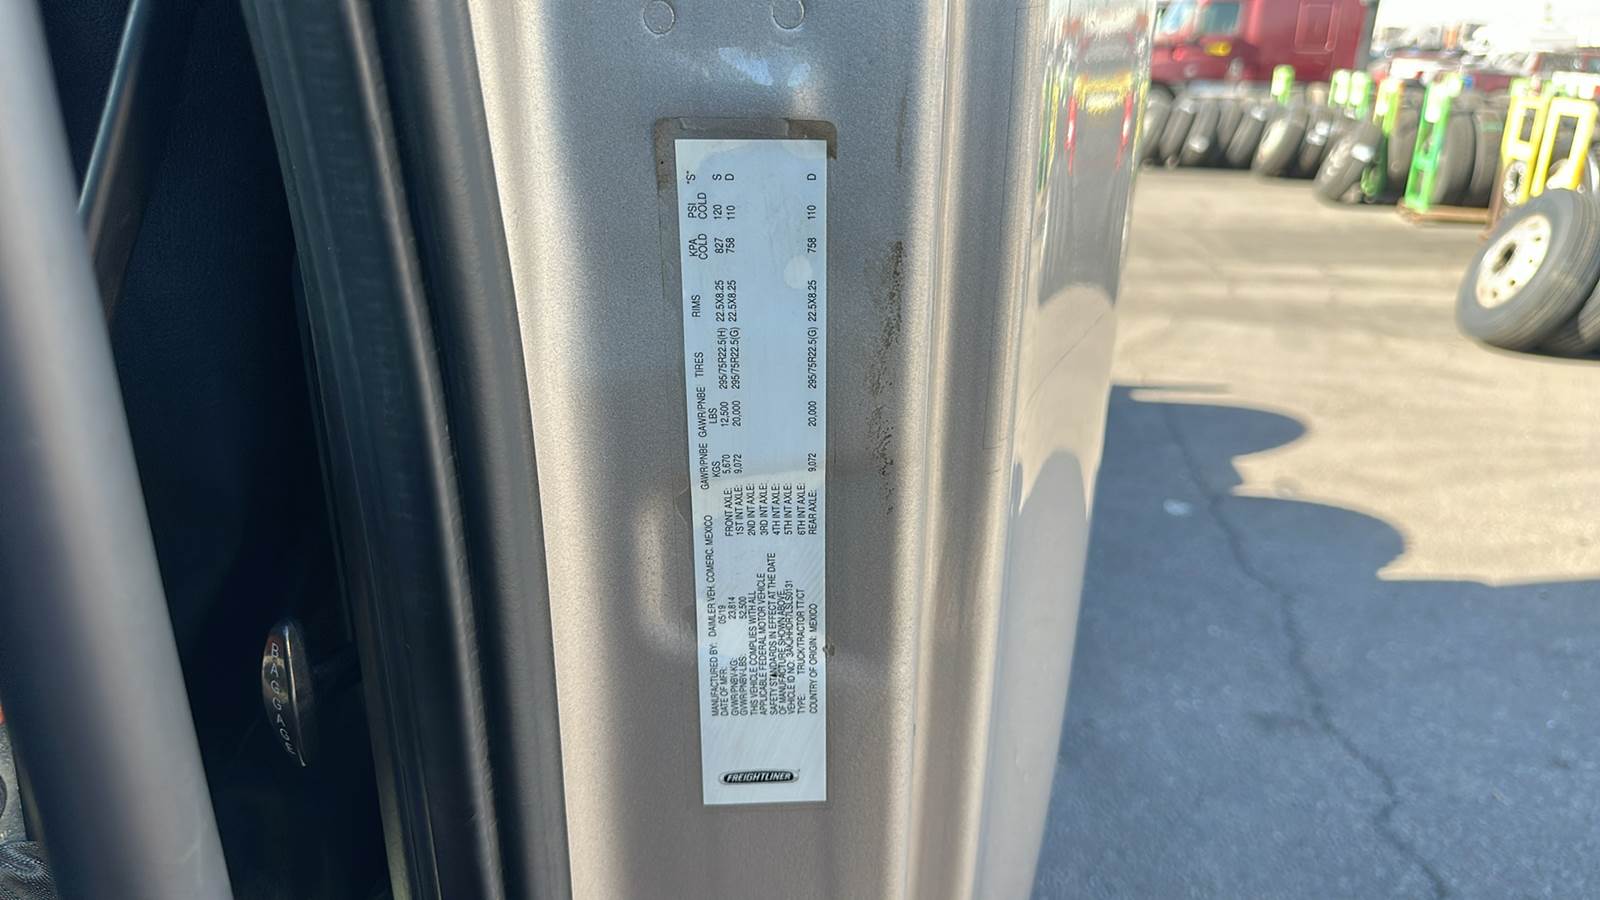 MANUFACTURED BY: DAIMLER VEH. COMERC. MEXICO
DATE OF MFR: 05/19
GVWR/PNBV-KG: 23,814
GVWR/PNBV-LBS: 52,500
THIS VEHICLE COMPLIES WITH ALL
APPLICABLE FEDERAL MOTOR VEHICLE
SAFETY STANDARDS IN EFFECT AT THE DATE
OF MANUFACTURE SHOWN ABOVE.
VEHICLE ID NO:
TYPE: TRUCK/TRACTOR TT/CT
COUNTRY OF ORIGIN: MEXICO
GAWR/PNBE KGS GAWR/PNBE LBS TIRES RIMS KPA COLD PSI COLD "S"
FRONT AXLE: 5,670 12,500 295/75R22.5(H) 22.5X8.25 827 120 S
1ST INT AXLE: 9,072 20,000 295/75R22.5(G) 22.5X8.25 758 110 D
2ND INT AXLE:
3RD INT AXLE:
4TH INT AXLE:
5TH INT AXLE:
6TH INT AXLE:
REAR AXLE: 9,072 20,000 295/75R22.5(G) 22.5X8.25 758 110 D
FREIGHTLINER
BAGGAGE